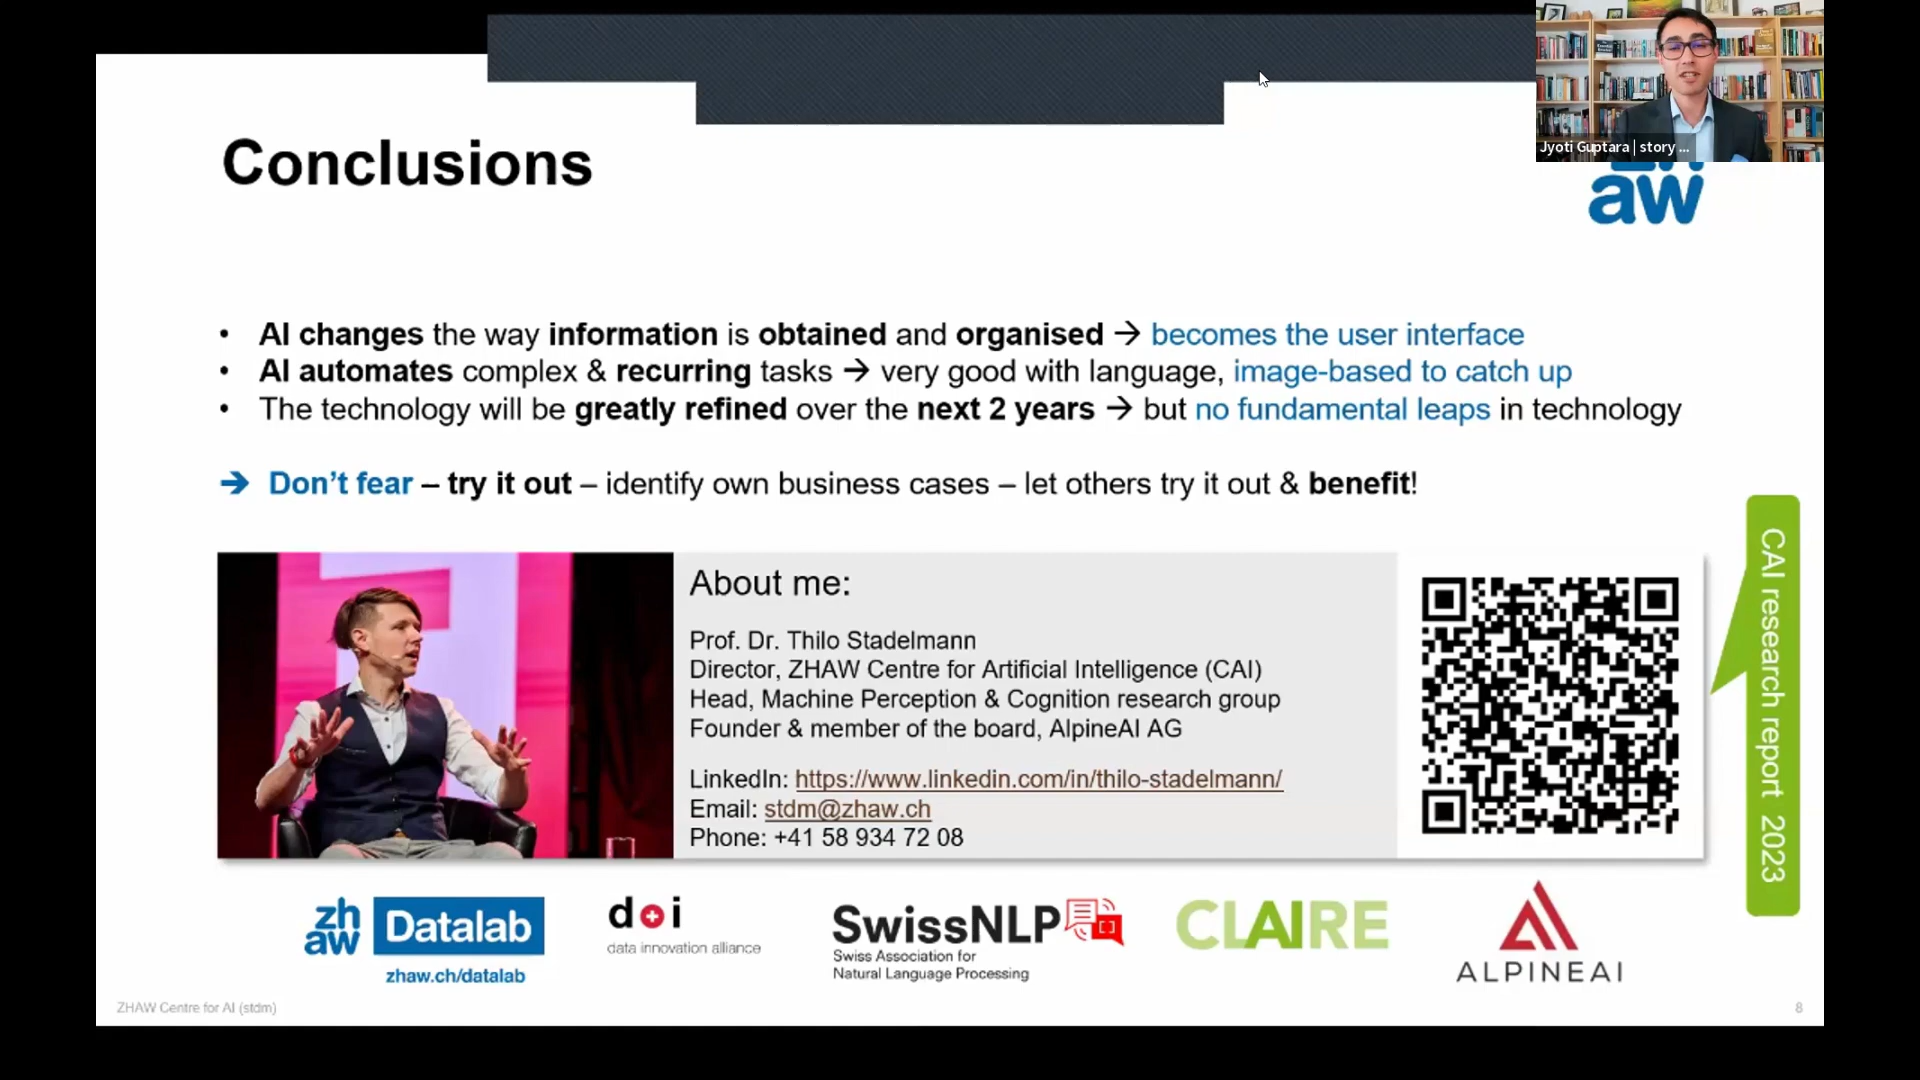 Jyoti Guptara | story ...
Conclusions
aw
• AI changes the way information is obtained and organised → becomes the user interface
• AI automates complex & recurring tasks → very good with language, image-based to catch up
• The technology will be greatly refined over the next 2 years → but no fundamental leaps in technology
→ Don't fear – try it out – identify own business cases – let others try it out & benefit!
About me:
Prof. Dr. Thilo Stadelmann
Director, ZHAW Centre for Artificial Intelligence (CAI)
Head, Machine Perception & Cognition research group
Founder & member of the board, AlpineAI AG
LinkedIn: https://www.linkedin.com/in/thilo-stadelmann/
Email: stdm@zhaw.ch
Phone: +41 58 934 72 08
CAI research report 2023
zh
aw
Datalab
zhaw.ch/datalab
d i
data innovation alliance
SwissNLP
Swiss Association for
Natural Language Processing
CLAIRE
ALPINEAI
ZHAW Centre for AI (stdm)
8